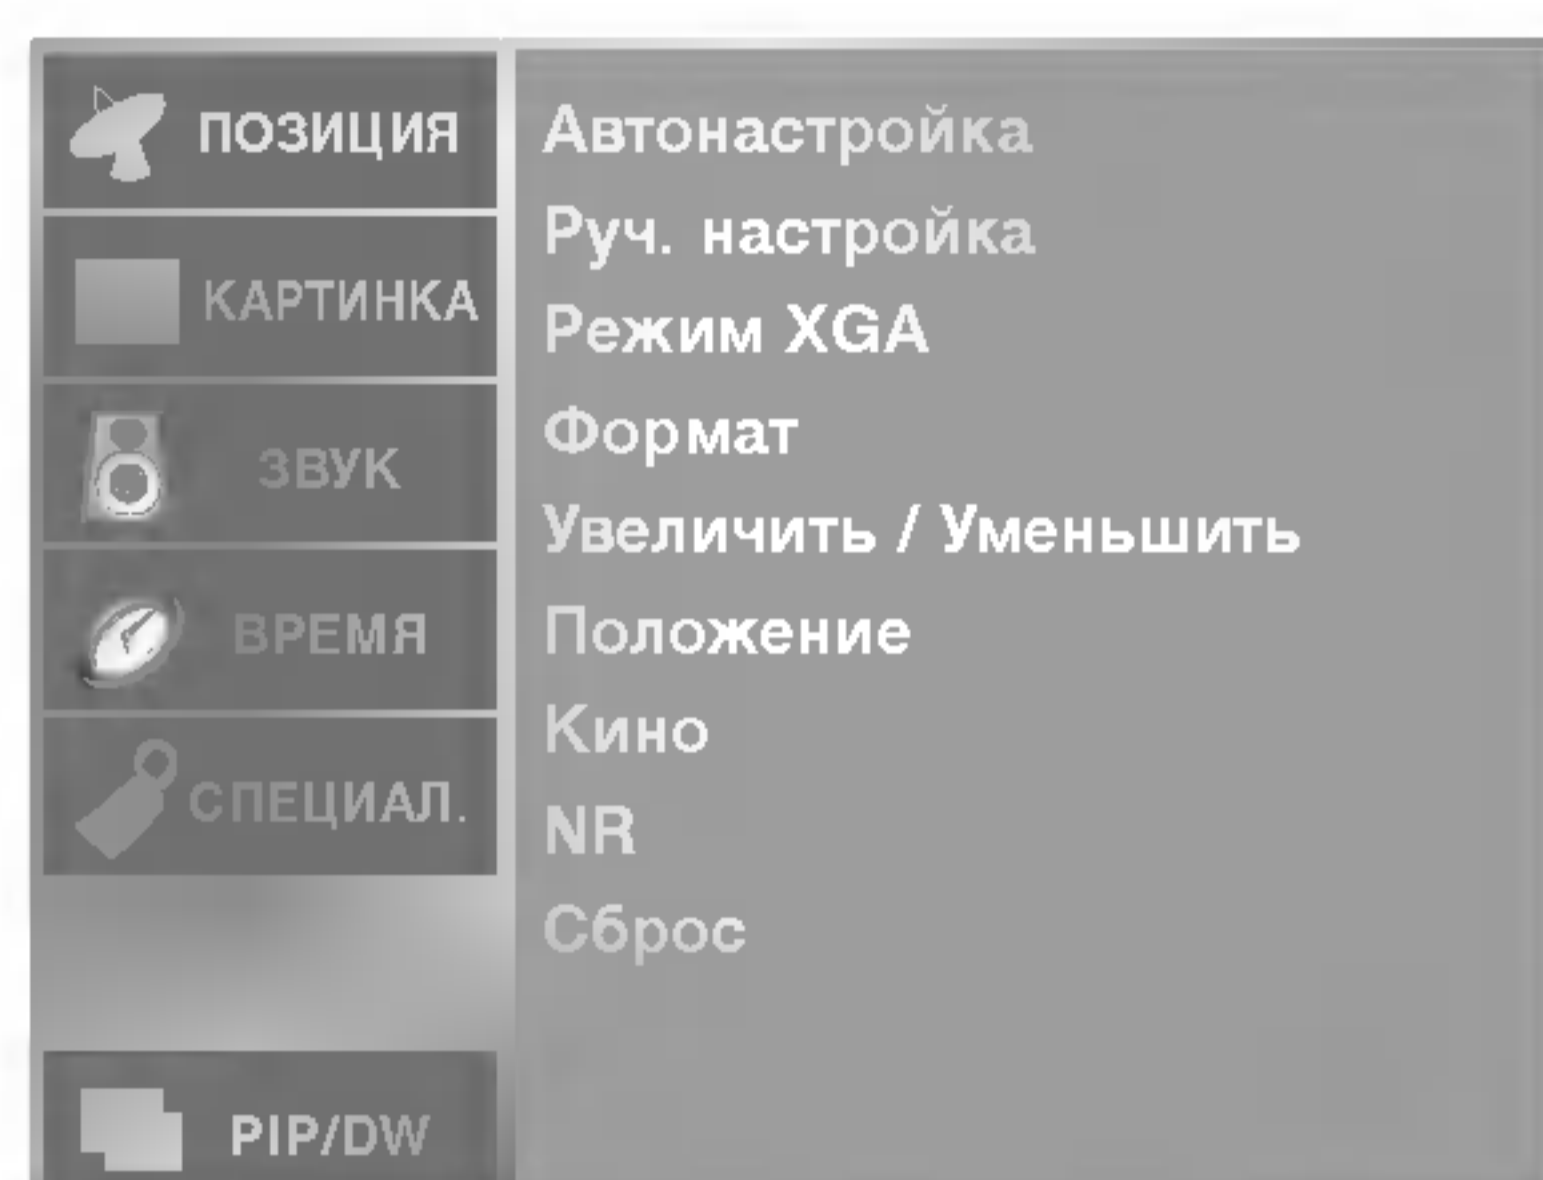 ПОЗИЦИЯ
КАРТИНКА
ЗВУК
ВРЕМЯ
СПЕЦИАЛ.
PIP/DW
Автонастройка
Руч. настройка
Режим XGA
Формат
Увеличить / Уменьшить
Положение
Кино
NR
Сброс